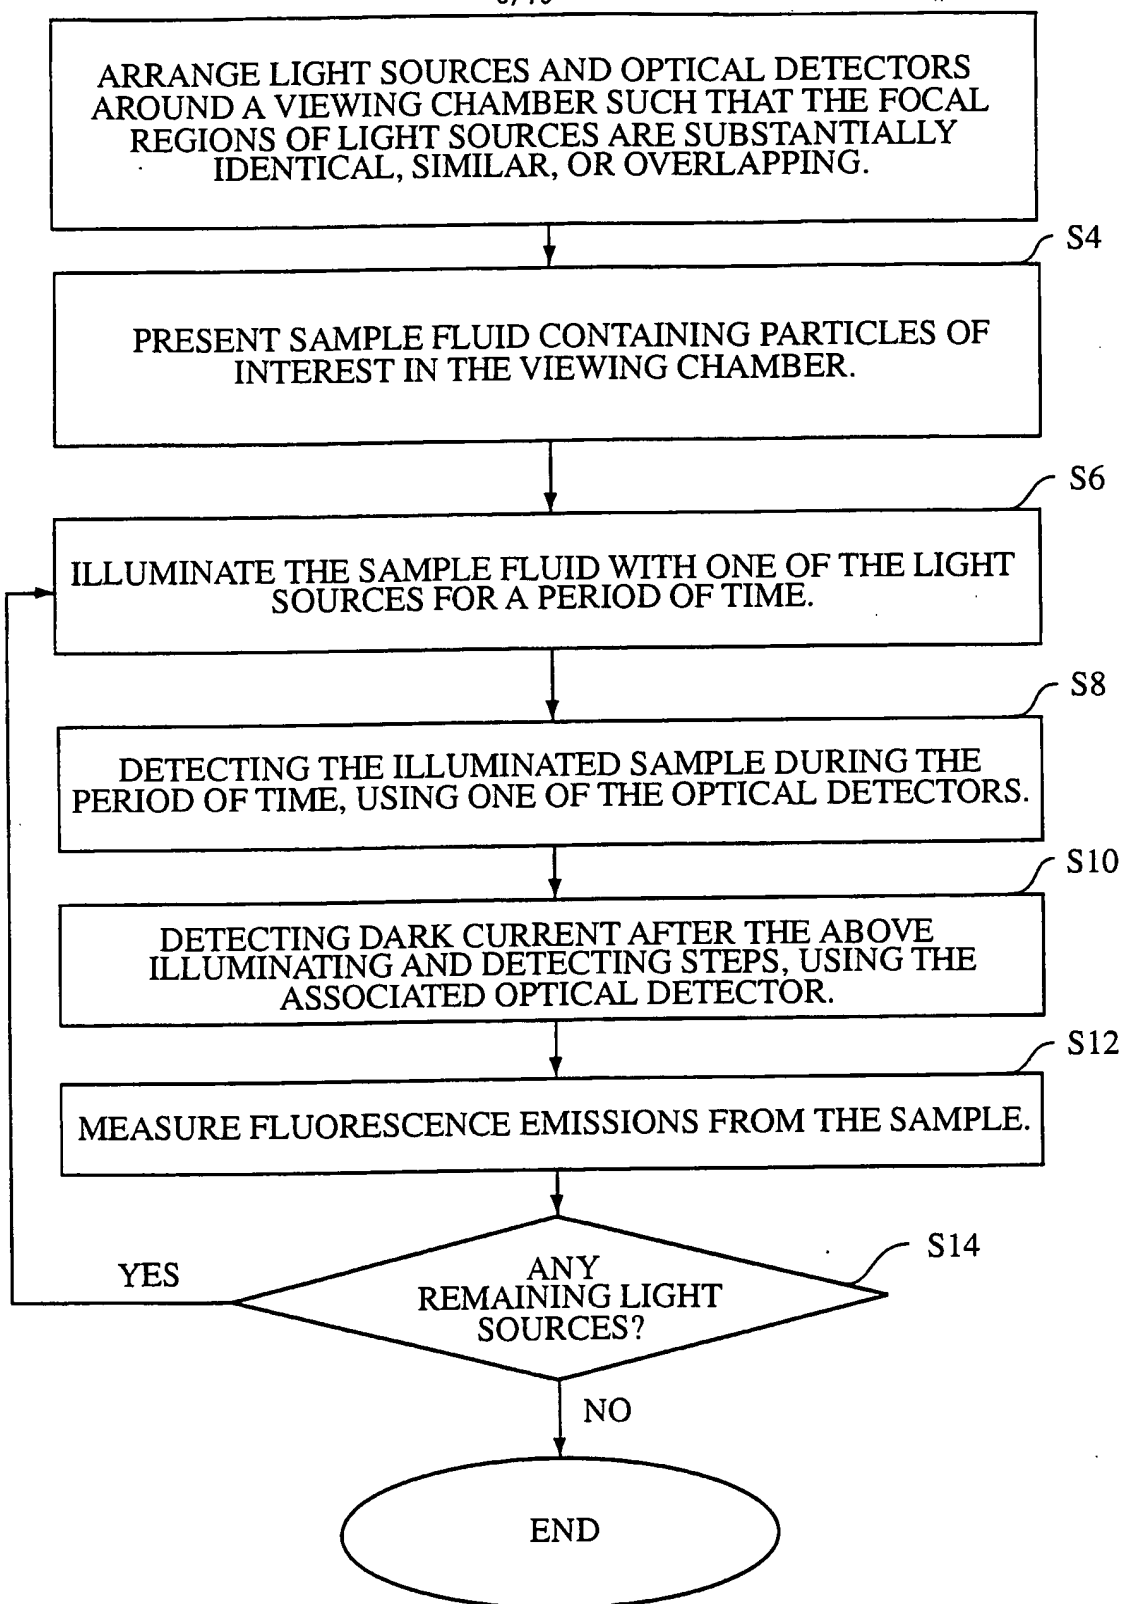 ARRANGE LIGHT SOURCES AND OPTICAL DETECTORS
AROUND A VIEWING CHAMBER SUCH THAT THE FOCAL
REGIONS OF LIGHT SOURCES ARE SUBSTANTIALLY
IDENTICAL, SIMILAR, OR OVERLAPPING.
S4
PRESENT SAMPLE FLUID CONTAINING PARTICLES OF
INTEREST IN THE VIEWING CHAMBER.
S6
ILLUMINATE THE SAMPLE FLUID WITH ONE OF THE LIGHT
SOURCES FOR A PERIOD OF TIME.
S8
DETECTING THE ILLUMINATED SAMPLE DURING THE
PERIOD OF TIME, USING ONE OF THE OPTICAL DETECTORS.
S10
DETECTING DARK CURRENT AFTER THE ABOVE
ILLUMINATING AND DETECTING STEPS, USING THE
ASSOCIATED OPTICAL DETECTOR.
S12
MEASURE FLUORESCENCE EMISSIONS FROM THE SAMPLE.
S14
YES
ANY
REMAINING LIGHT
SOURCES?
NO
END